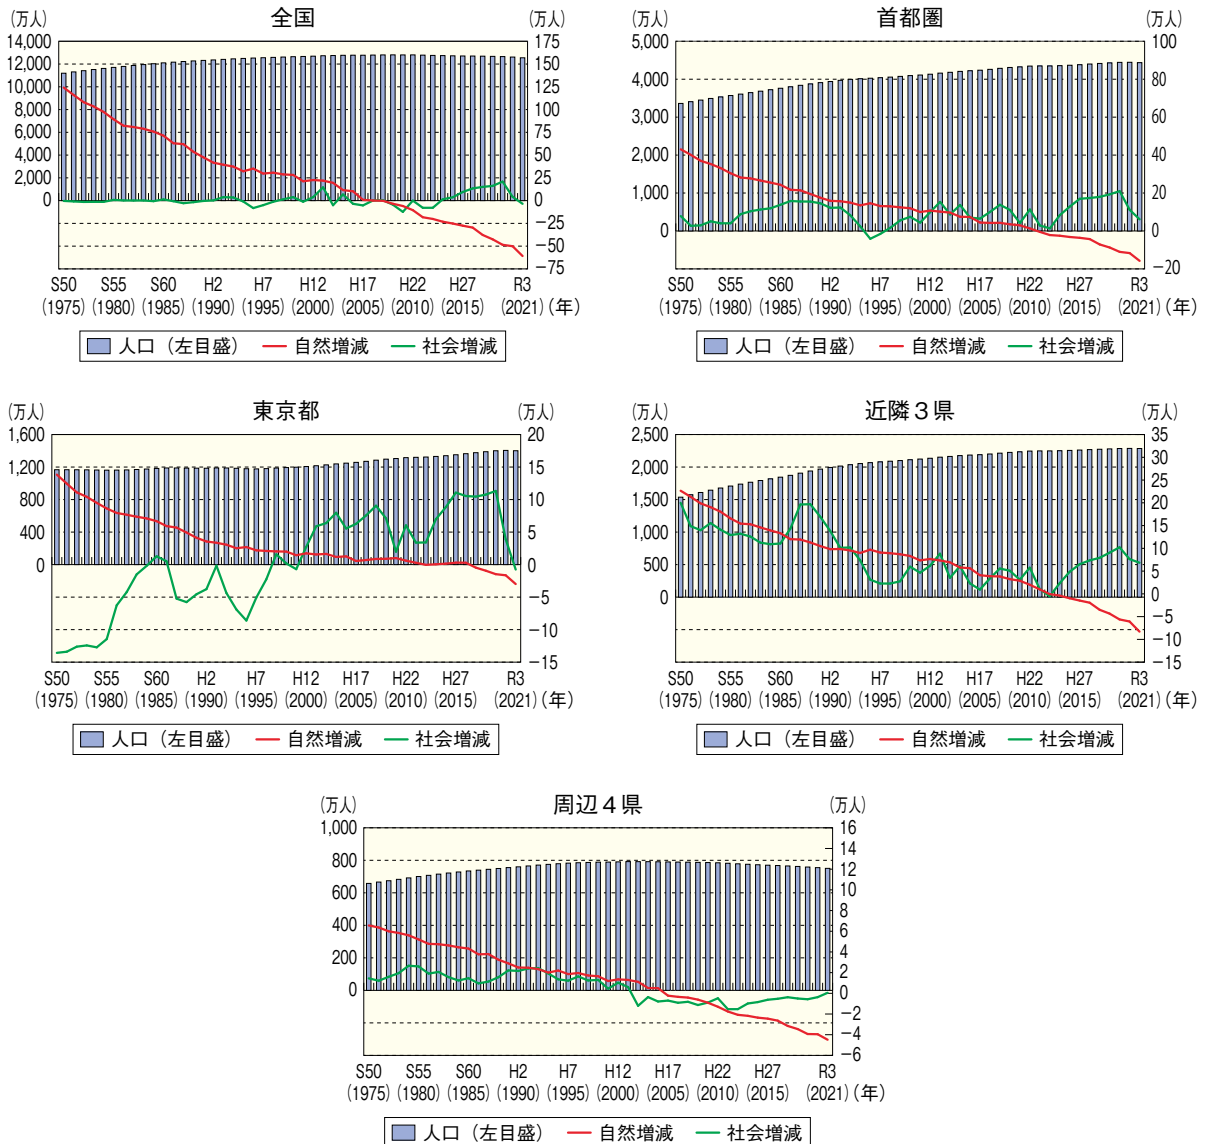 全国
(万人) (万人)
14,000 175
12,000 150
10,000 125
8,000 100
6,000 75
4,000 50
2,000 25
0 0
−25
−50
−75
S50 S55 S60 H2 H7 H12 H17 H22 H27 R3
(1975) (1980) (1985) (1990) (1995) (2000) (2005) (2010) (2015) (2021) (年)
人口（左目盛） 自然増減 社会増減
首都圏
(万人) (万人)
5,000 100
4,000 80
3,000 60
2,000 40
1,000 20
0 0
−20
S50 S55 S60 H2 H7 H12 H17 H22 H27 R3
(1975) (1980) (1985) (1990) (1995) (2000) (2005) (2010) (2015) (2021) (年)
人口（左目盛） 自然増減 社会増減
東京都
(万人) (万人)
1,600 20
1,200 15
800 10
400 5
0 0
−5
−10
−15
S50 S55 S60 H2 H7 H12 H17 H22 H27 R3
(1975) (1980) (1985) (1990) (1995) (2000) (2005) (2010) (2015) (2021) (年)
人口（左目盛） 自然増減 社会増減
近隣３県
(万人) (万人)
2,500 35
2,000 30
25
1,500 20
1,000 15
10
500 5
0 0
−5
−10
−15
S50 S55 S60 H2 H7 H12 H17 H22 H27 R3
(1975) (1980) (1985) (1990) (1995) (2000) (2005) (2010) (2015) (2021) (年)
人口（左目盛） 自然増減 社会増減
周辺４県
(万人) (万人)
1,000 16
14
800 12
600 10
8
400 6
4
200 2
0 0
−2
−4
−6
S50 S55 S60 H2 H7 H12 H17 H22 H27 R3
(1975) (1980) (1985) (1990) (1995) (2000) (2005) (2010) (2015) (2021) (年)
人口（左目盛） 自然増減 社会増減